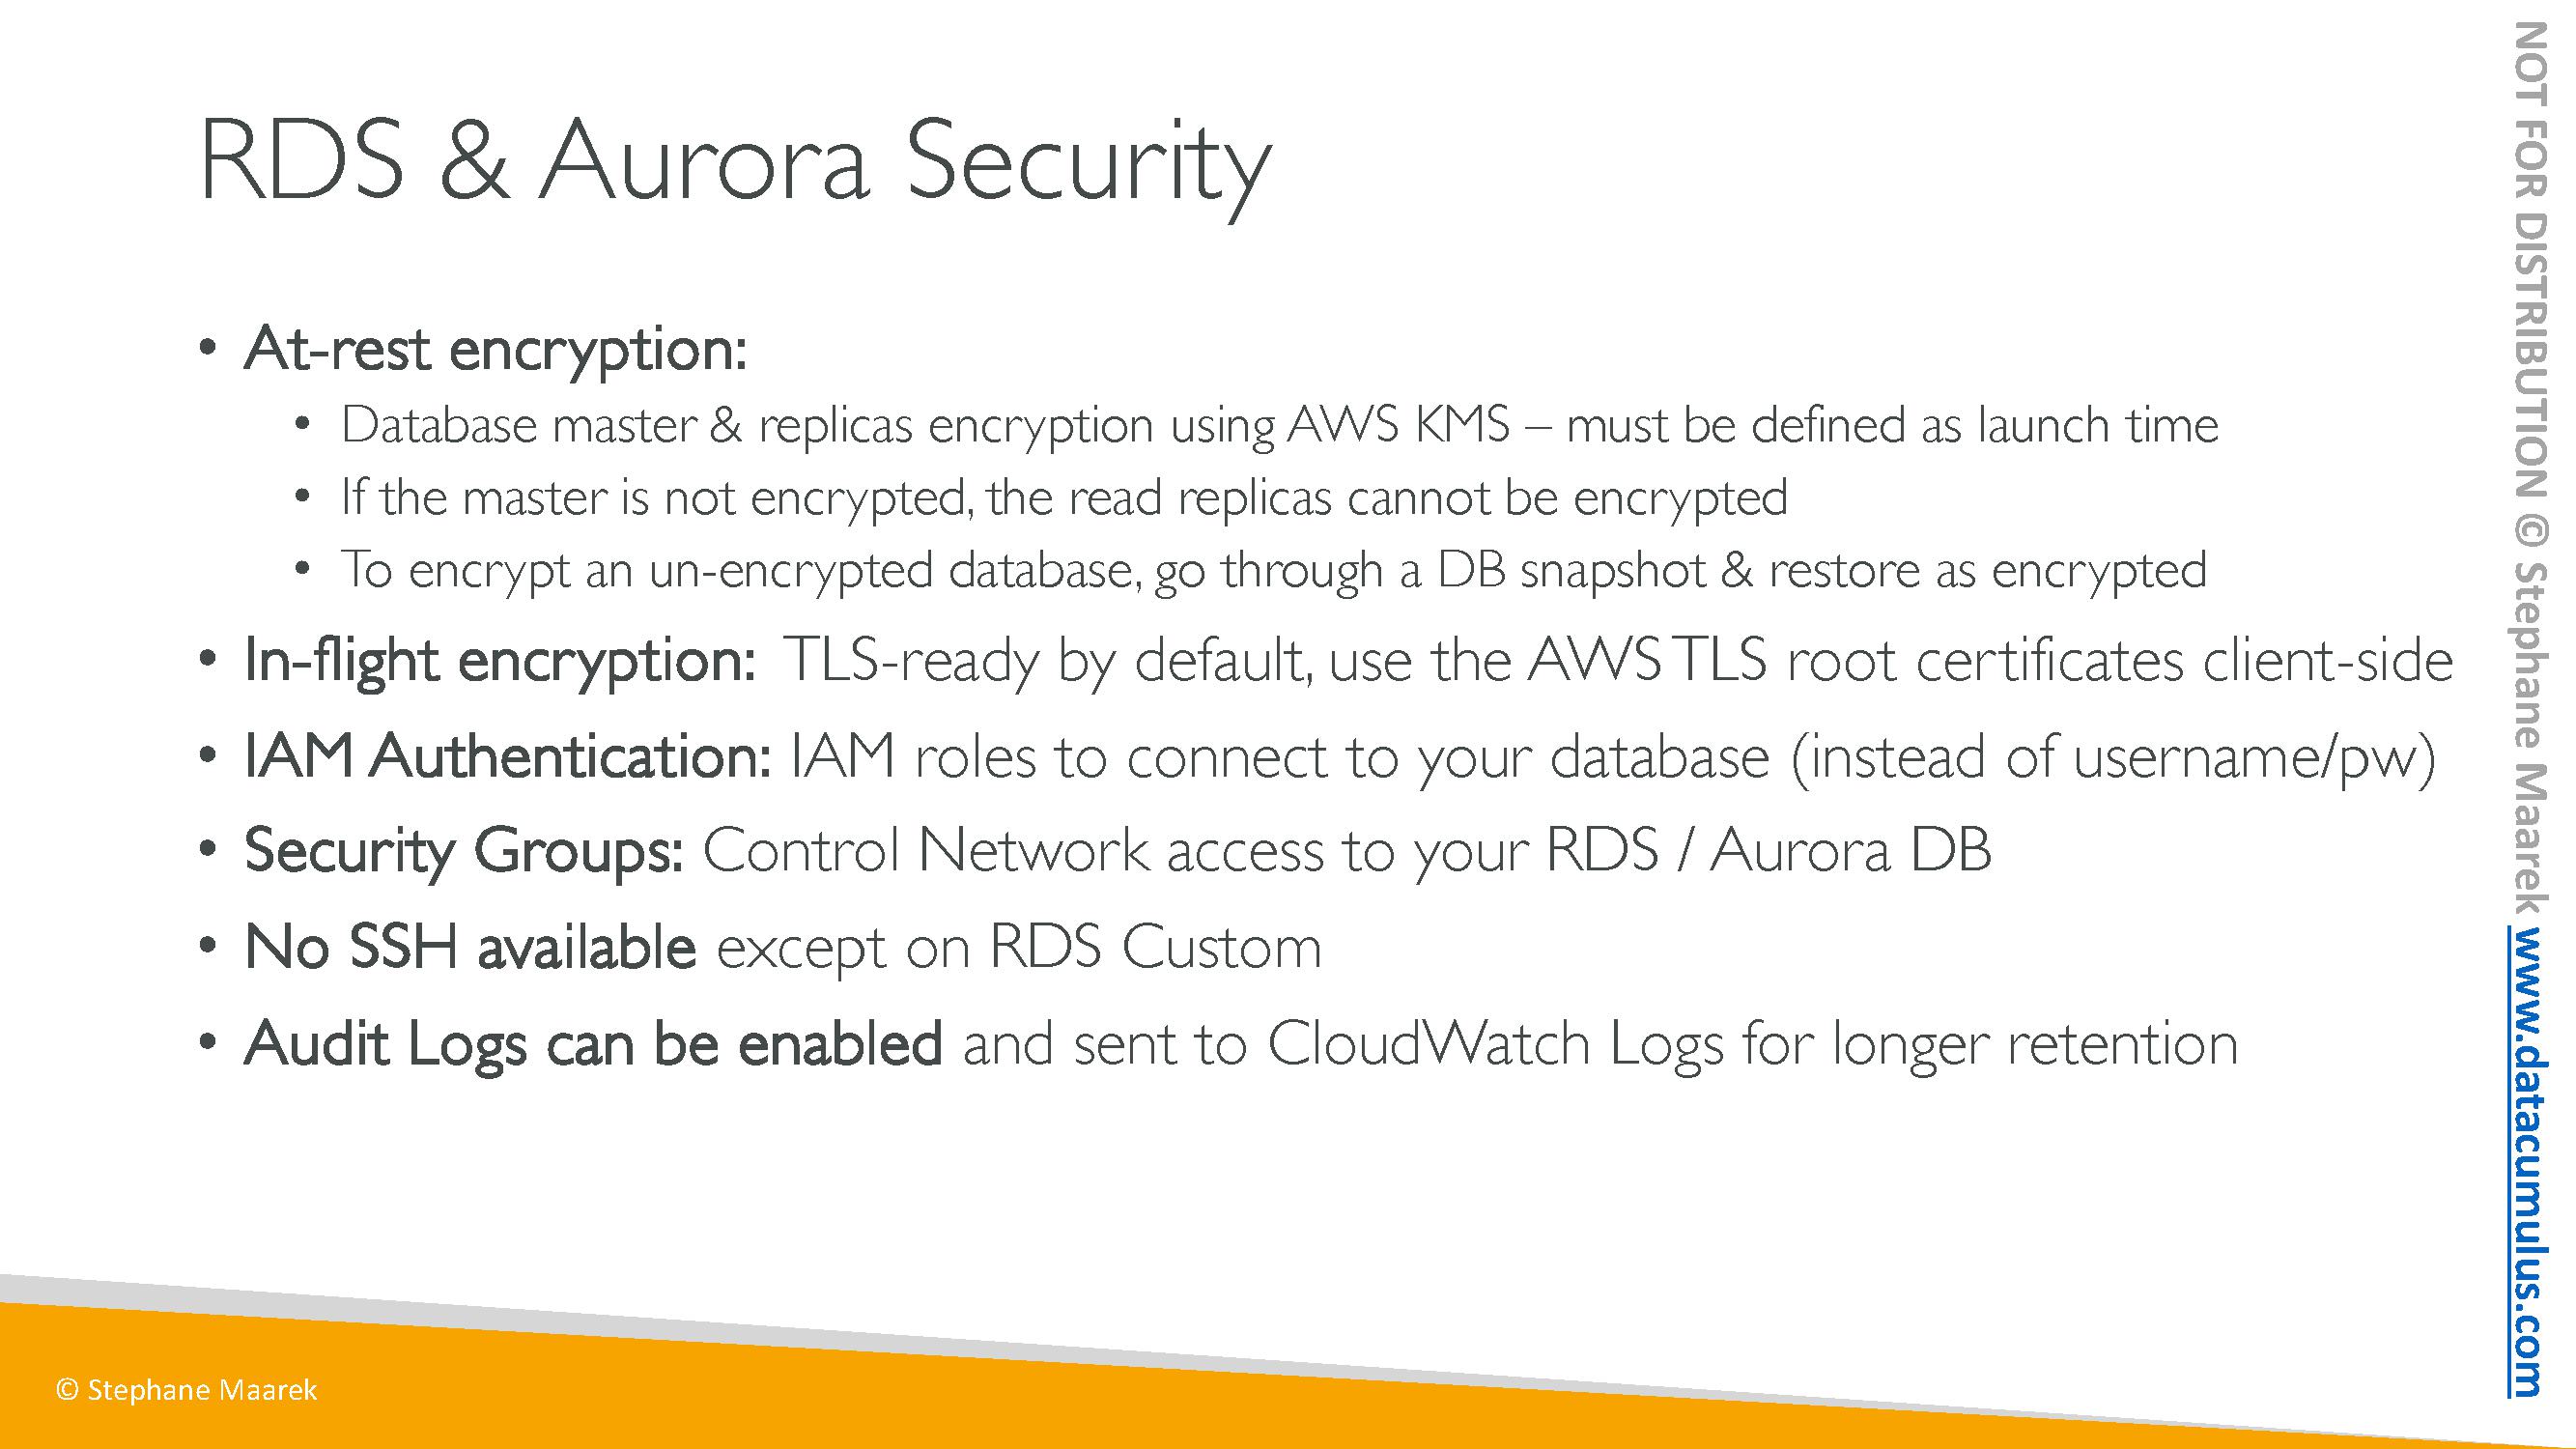 RDS & Aurora Security
• At-rest encryption:
• Database master & replicas encryption using AWS KMS – must be defined as launch time
• If the master is not encrypted, the read replicas cannot be encrypted
• To encrypt an un-encrypted database, go through a DB snapshot & restore as encrypted
• In-flight encryption: TLS-ready by default, use the AWS TLS root certificates client-side
• IAM Authentication: IAM roles to connect to your database (instead of username/pw)
• Security Groups: Control Network access to your RDS / Aurora DB
• No SSH available except on RDS Custom
• Audit Logs can be enabled and sent to CloudWatch Logs for longer retention
© Stephane Maarek
NOT FOR DISTRIBUTION © Stephane Maarek www.datacumulus.com